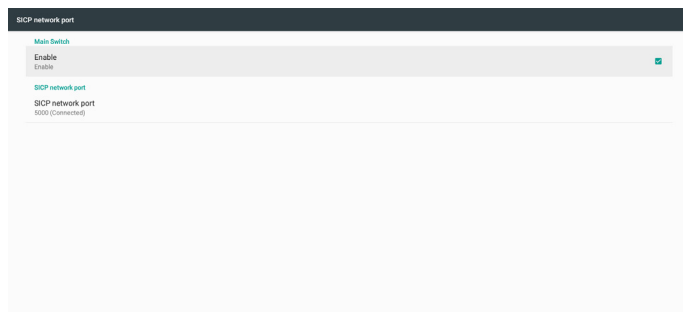 SICP network port
Main Switch
Enable
Enable
SICP network port
SICP network port
5000 (Connected)